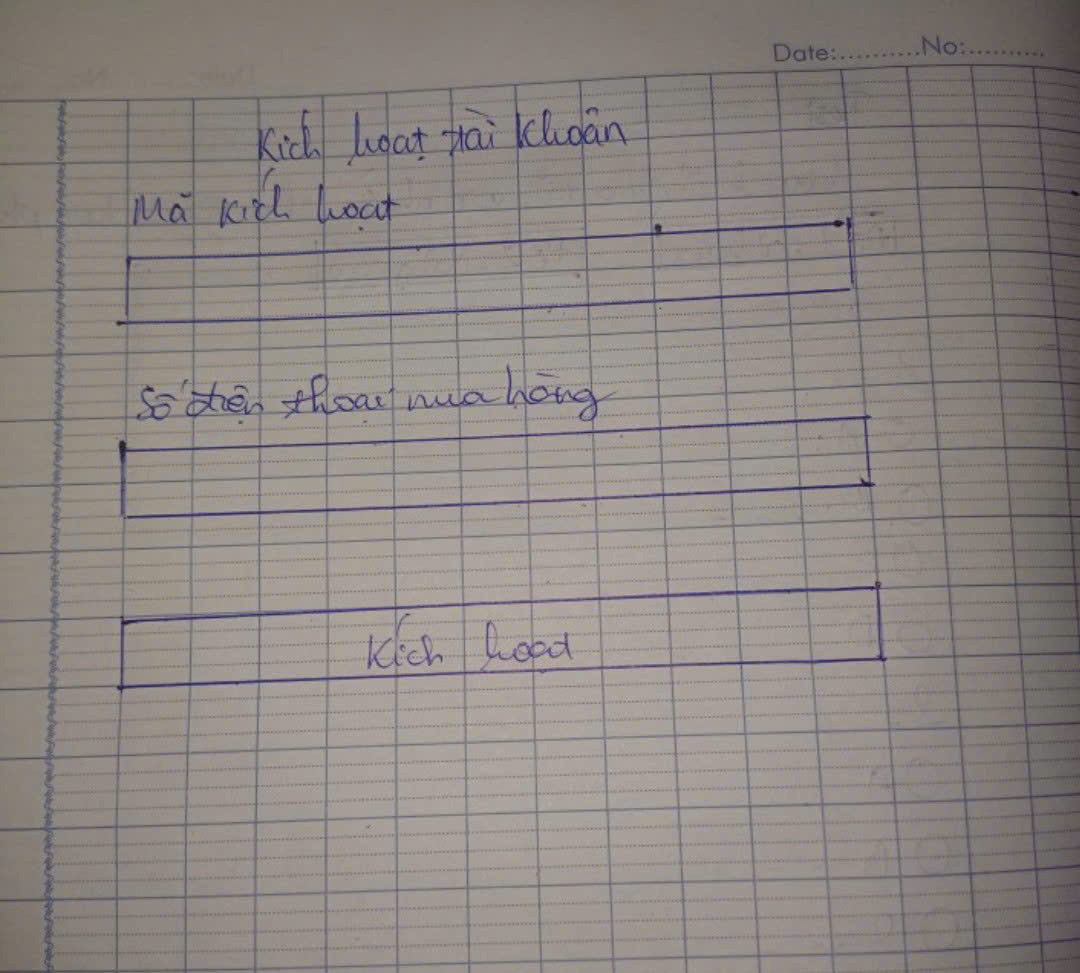 Date:...........No:...........
Kích hoạt tài khoản
Mã kích hoạt
Số điện thoại mua hàng
Kích hoạt